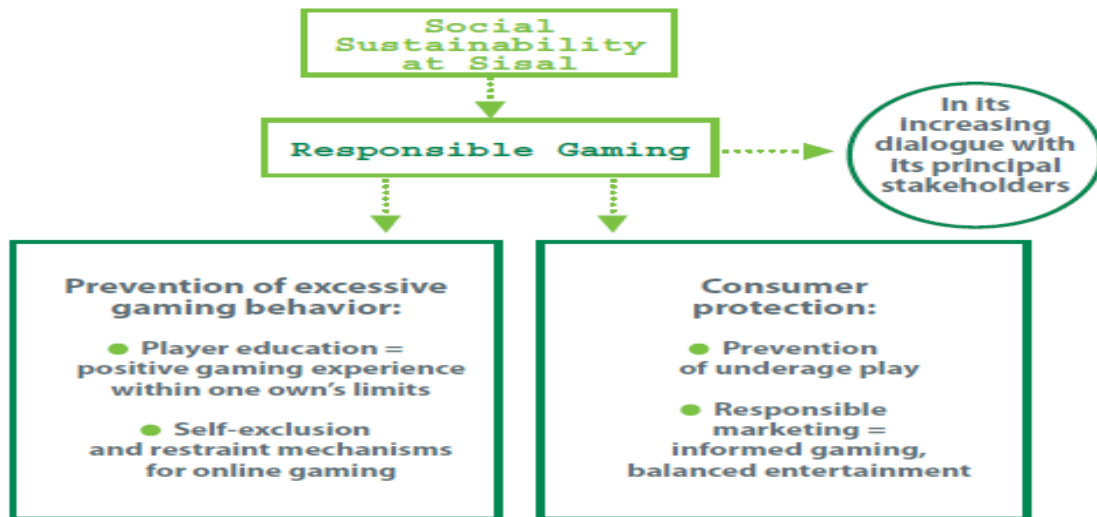 Social
Sustainability
at Sisal
Responsible Gaming
In its
increasing
dialogue with
its principal
stakeholders
Prevention of excessive
gaming behavior:
● Player education =
positive gaming experience
within one own's limits
● Self-exclusion
and restraint mechanisms
for online gaming
Consumer
protection:
● Prevention
of underage play
● Responsible
marketing =
informed gaming,
balanced entertainment